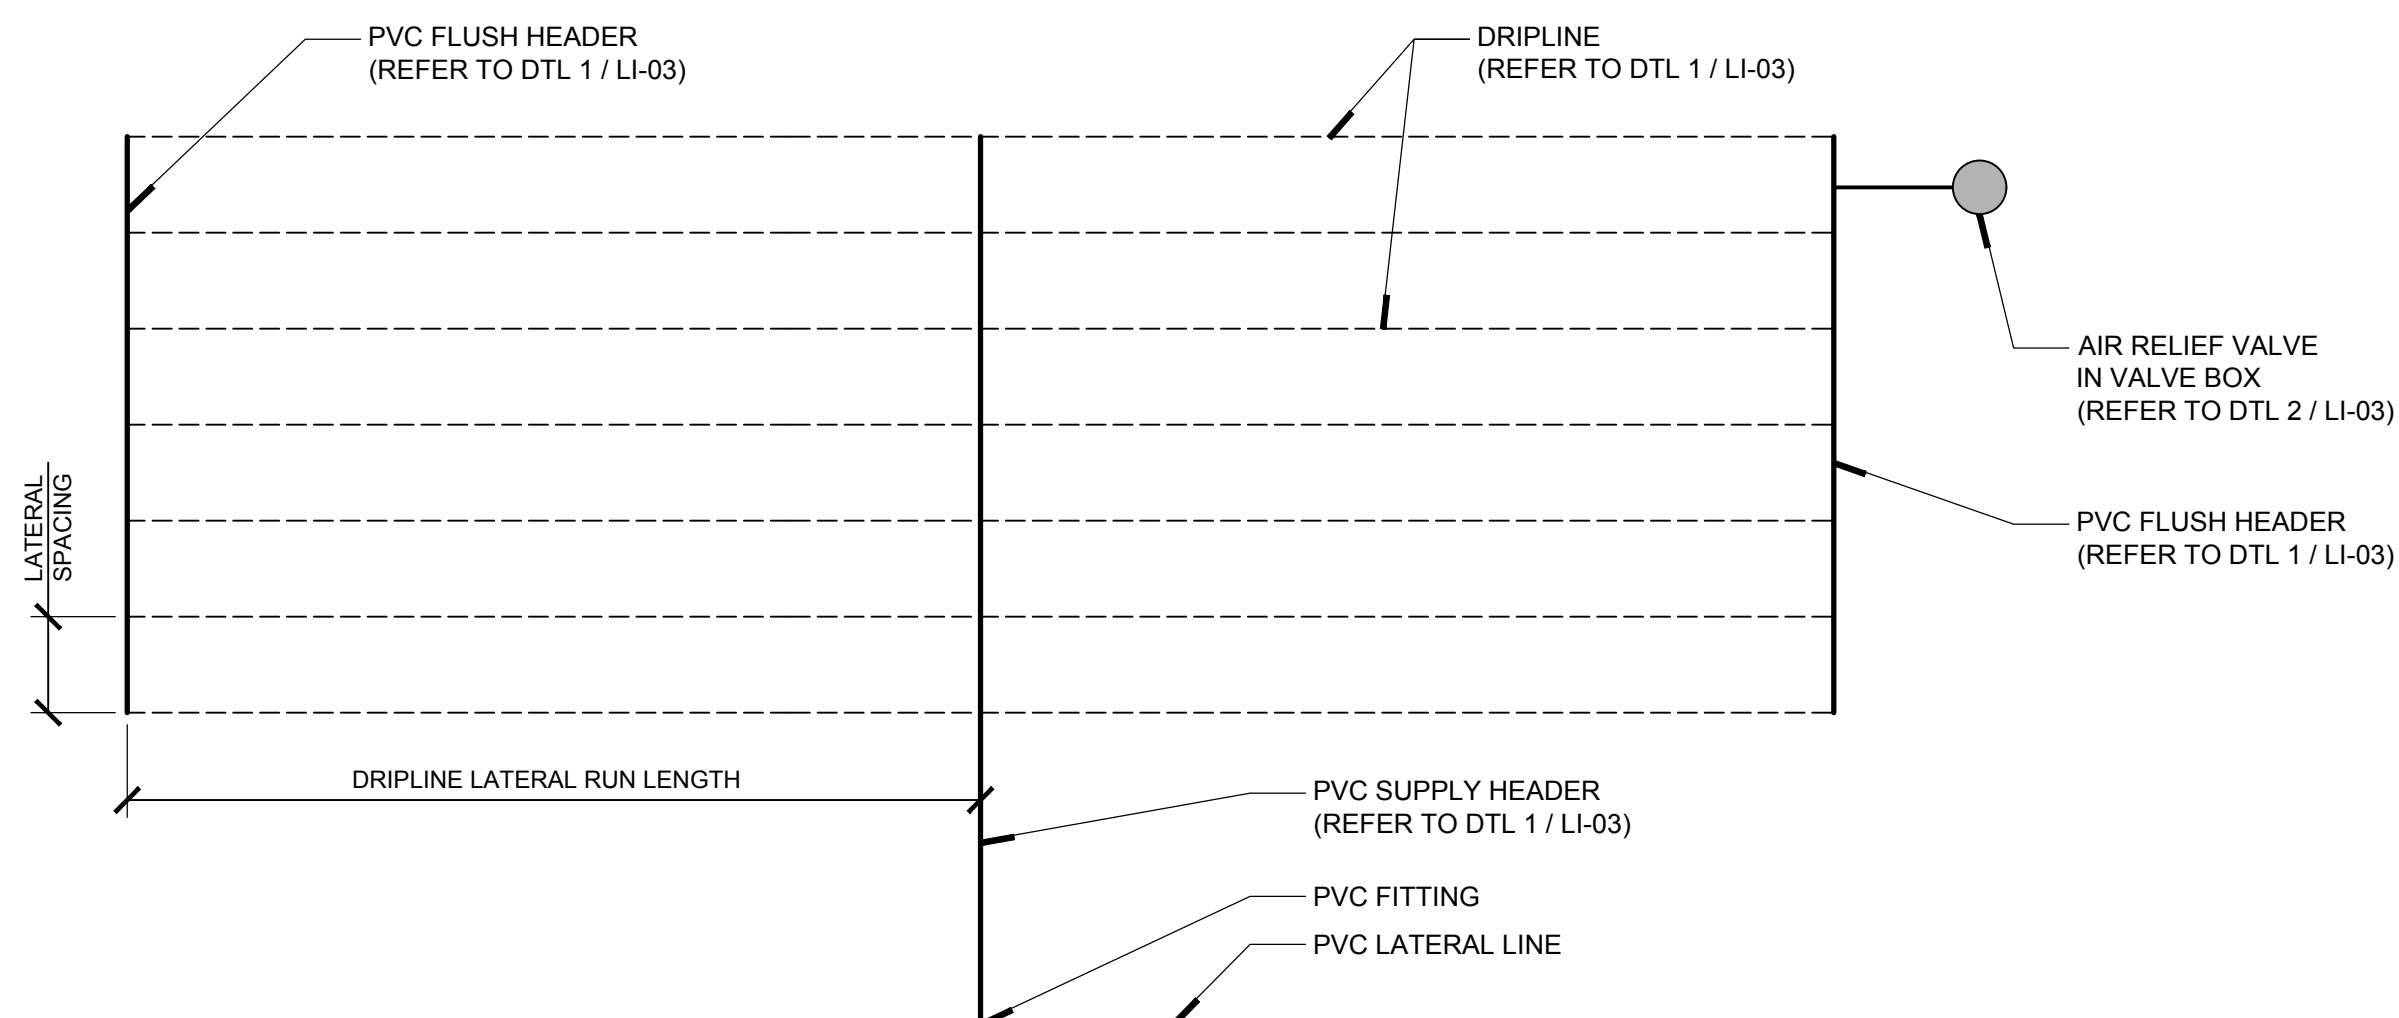 PVC FLUSH HEADER
(REFER TO DTL 1 / LI-03)
DRIPLINE
(REFER TO DTL 1 / LI-03)
AIR RELIEF VALVE
IN VALVE BOX
(REFER TO DTL 2 / LI-03)
LATERAL
SPACING
PVC FLUSH HEADER
(REFER TO DTL 1 / LI-03)
DRIPLINE LATERAL RUN LENGTH
PVC SUPPLY HEADER
(REFER TO DTL 1 / LI-03)
PVC FITTING
PVC LATERAL LINE